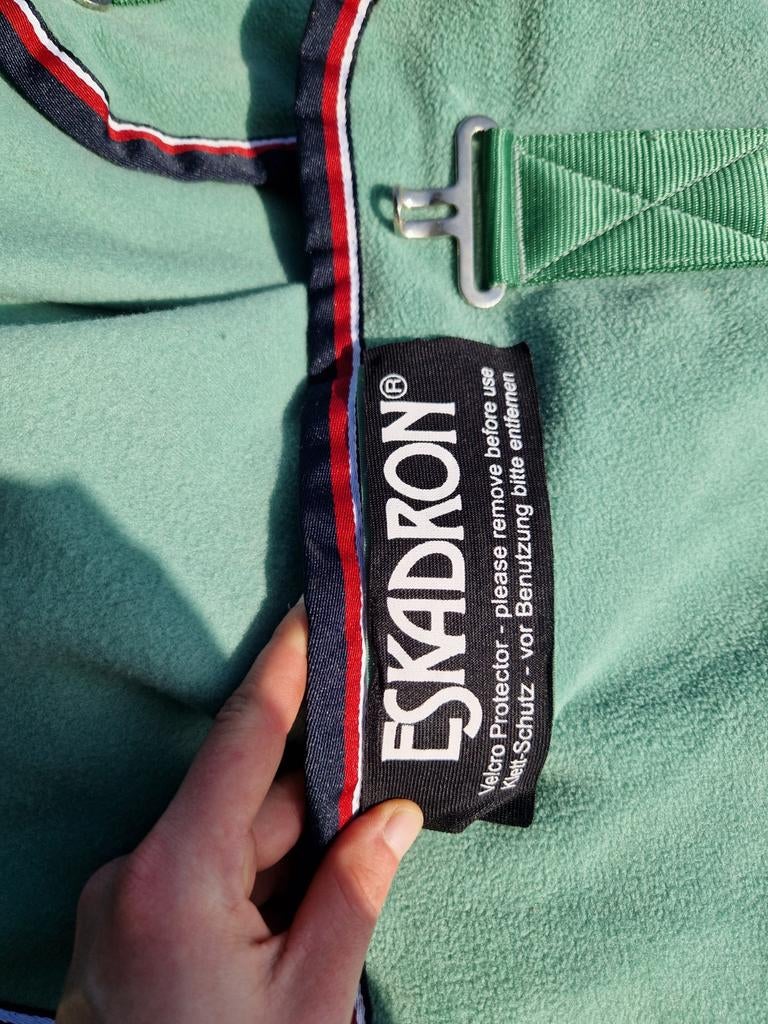 ESKADRON®
Velcro Protector - please remove before use
Klett-Schutz - vor Benutzung bitte entfernen